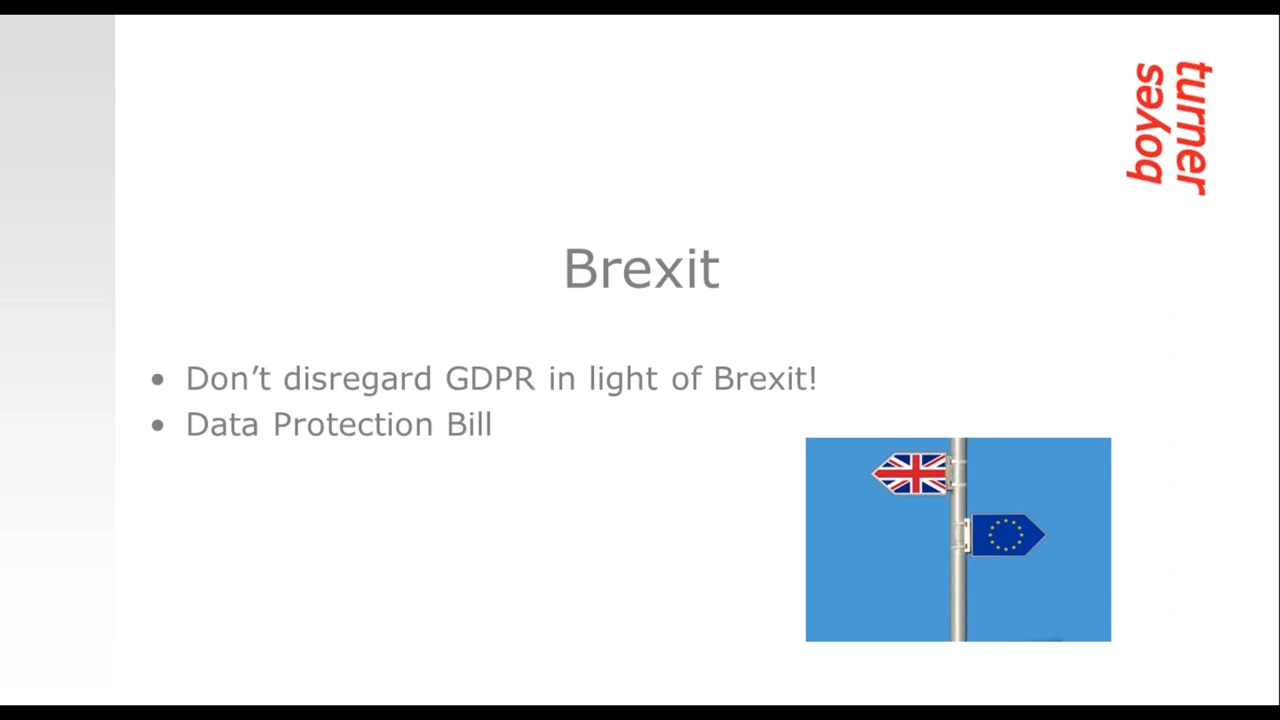 boyes
turner
Brexit
• Don't disregard GDPR in light of Brexit!
• Data Protection Bill